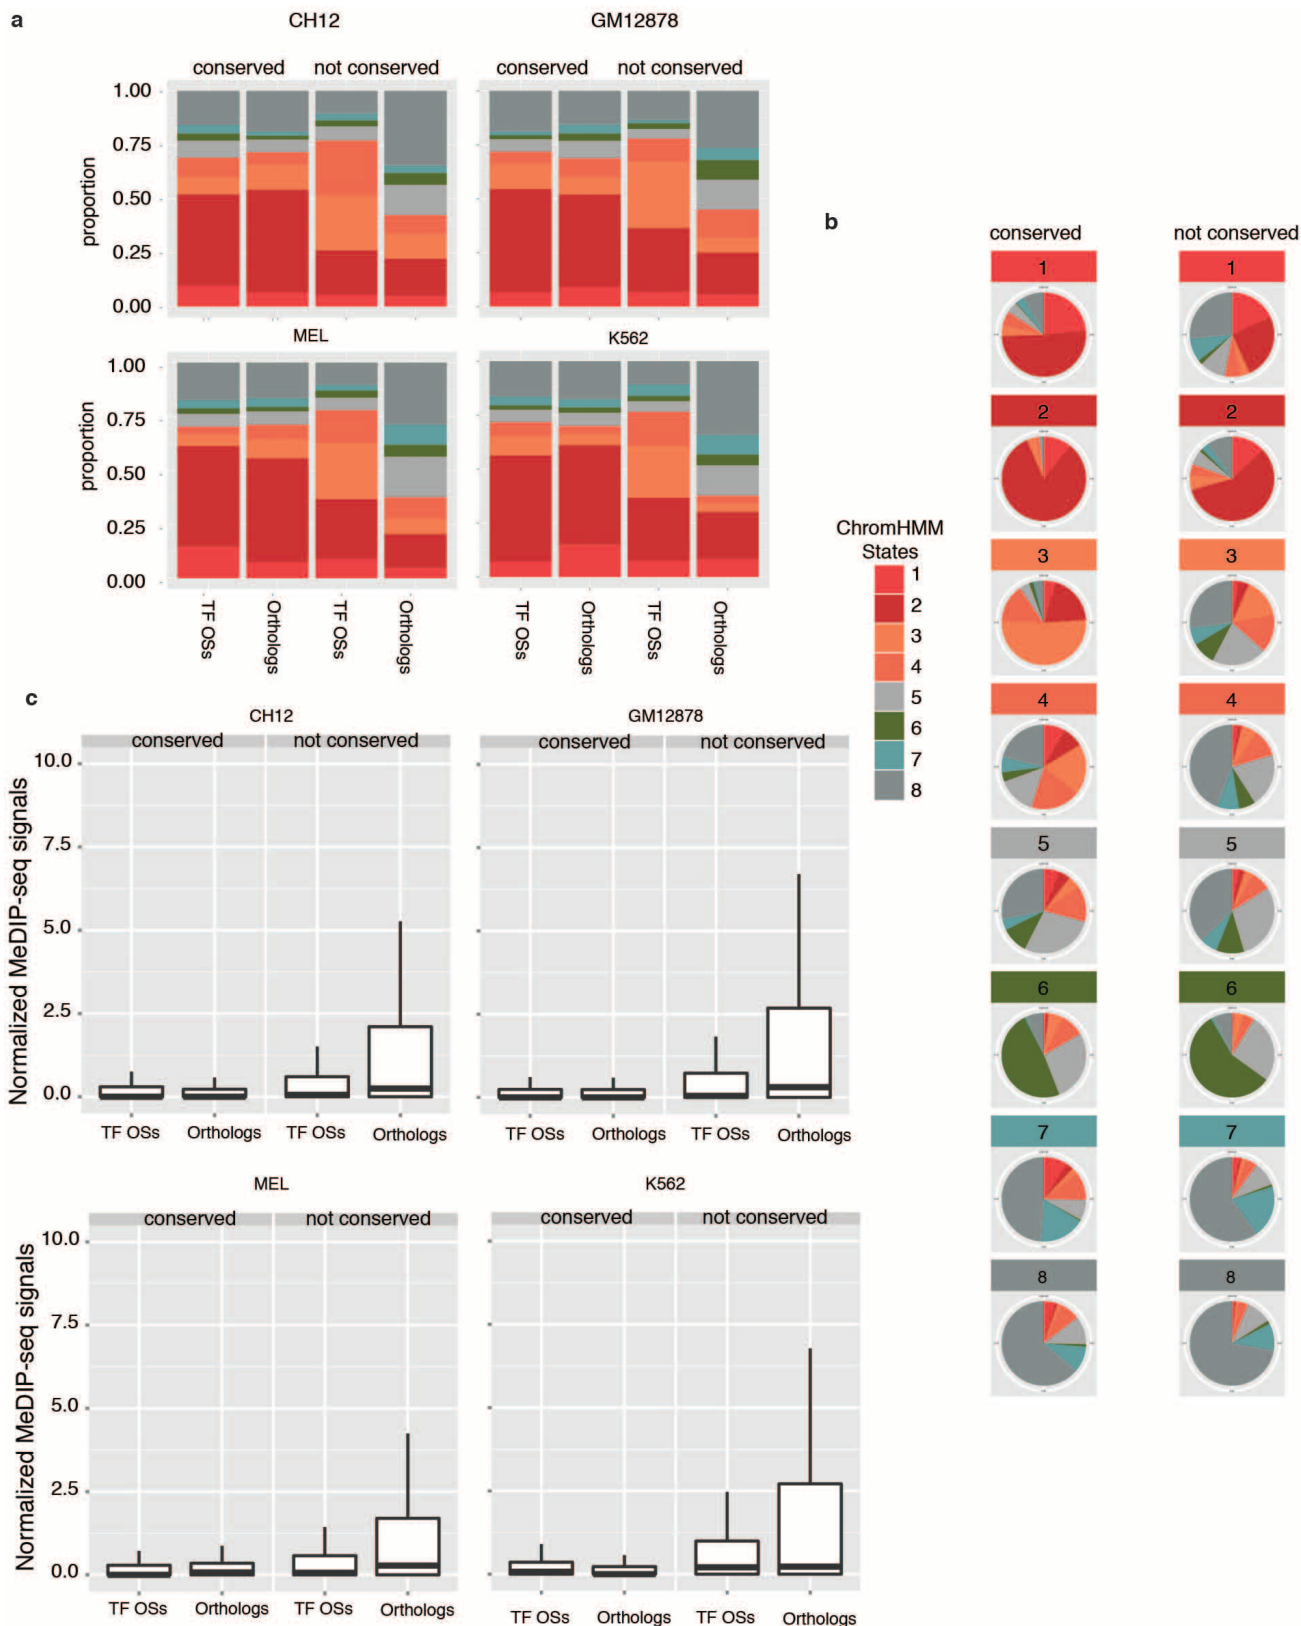 a
CH12
GM12878
conserved
not conserved
conserved
not conserved
proportion
1.00
0.75
0.50
0.25
0.00
MEL
K562
proportion
1.00
0.75
0.50
0.25
0.00
TF OSs
Orthologs
TF OSs
Orthologs
TF OSs
Orthologs
TF OSs
Orthologs
b
conserved
not conserved
1
1
2
2
3
3
4
4
5
5
6
6
7
7
8
8
ChromHMM
States
1
2
3
4
5
6
7
8
c
CH12
GM12878
conserved
not conserved
conserved
not conserved
Normalized MeDIP-seq signals
10.0
7.5
5.0
2.5
0.0
TF OSs
Orthologs
TF OSs
Orthologs
TF OSs
Orthologs
TF OSs
Orthologs
MEL
K562
conserved
not conserved
conserved
not conserved
Normalized MeDIP-seq signals
10.0
7.5
5.0
2.5
0.0
TF OSs
Orthologs
TF OSs
Orthologs
TF OSs
Orthologs
TF OSs
Orthologs